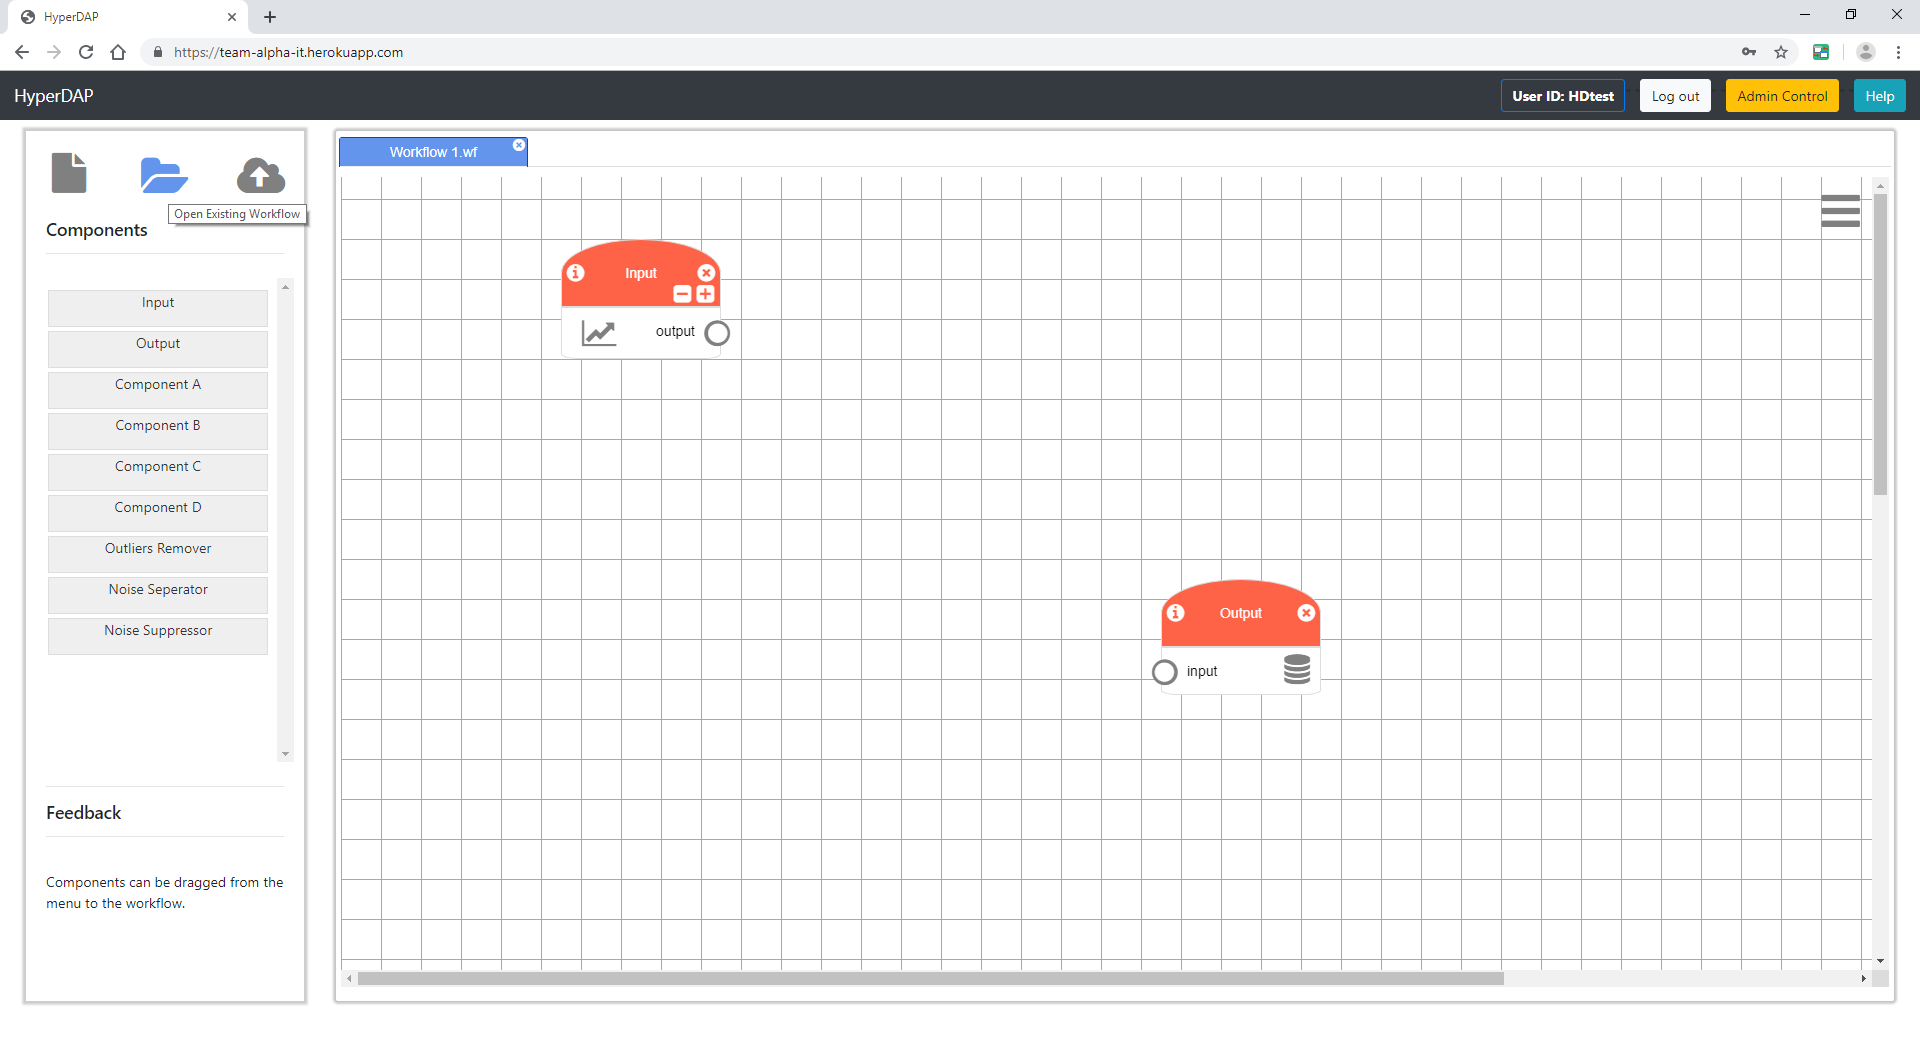 HyperDAP
https://team-alpha-it.herokuapp.com
HyperDAP
User ID: HDtest
Log out
Admin Control
Help
Open Existing Workflow
Components
Input
Output
Component A
Component B
Component C
Component D
Outliers Remover
Noise Seperator
Noise Suppressor
Feedback
Components can be dragged from the
menu to the workflow.
Workflow 1.wf
Input
output
Output
input